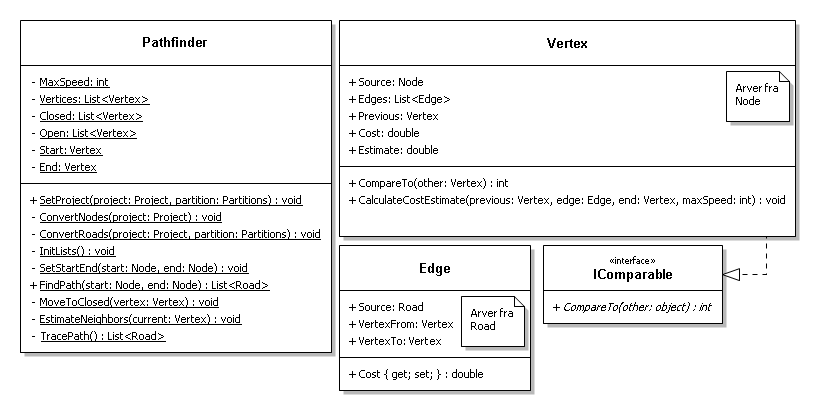 Pathfinder
- MaxSpeed: int
- Vertices: List<Vertex>
- Closed: List<Vertex>
- Open: List<Vertex>
- Start: Vertex
- End: Vertex
+ SetProject(project: Project, partition: Partitions) : void
- ConvertNodes(project: Project) : void
- ConvertRoads(project: Project, partition: Partitions) : void
- InitLists() : void
- SetStartEnd(start: Node, end: Node) : void
+ FindPath(start: Node, end: Node) : List<Road>
- MoveToClosed(vertex: Vertex) : void
- EstimateNeighbors(current: Vertex) : void
- TracePath() : List<Road>
Vertex
+ Source: Node
+ Edges: List<Edge>
+ Previous: Vertex
+ Cost: double
+ Estimate: double
Arver fra
Node
+ CompareTo(other: Vertex) : int
+ CalculateCostEstimate(previous: Vertex, edge: Edge, end: Vertex, maxSpeed: int) : void
Edge
+ Source: Road
+ VertexFrom: Vertex
+ VertexTo: Vertex
Arver fra
Road
+ Cost { get; set; } : double
«interface»
IComparable
+ CompareTo(other: object) : int